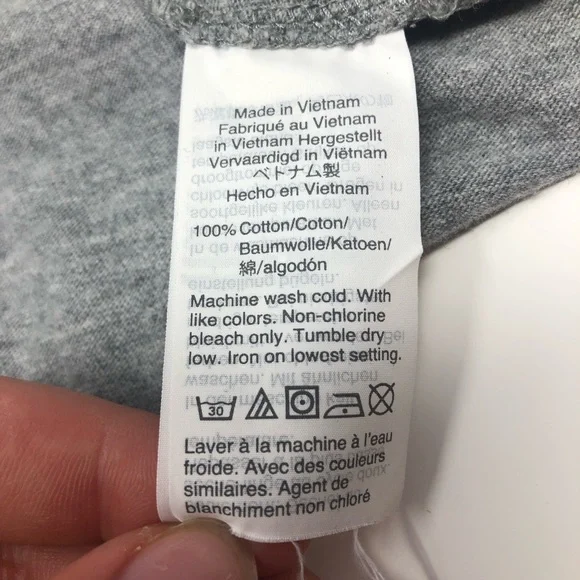 Made in Vietnam
Fabriqué au Vietnam
in Vietnam Hergestellt
Vervaardigd in Viëtnam
ベトナム製
Hecho en Vietnam
100% Cotton/Coton/
Baumwolle/Katoen/
綿/algodón
Machine wash cold. With
like colors. Non-chlorine
bleach only. Tumble dry
low. Iron on lowest setting.
30
Laver à la machine à l'eau
froide. Avec des couleurs
similaires. Agent de
blanchiment non chloré